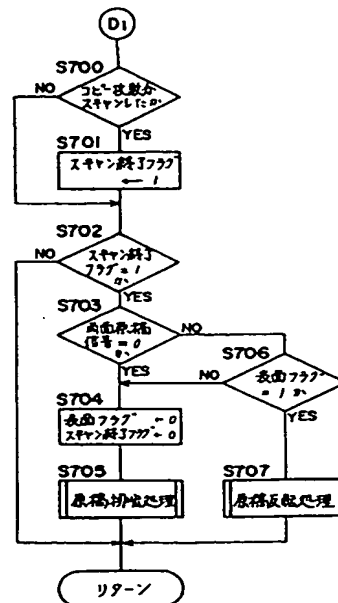 D1
S700
コピー枚数分
スキャンしたか
NO
YES
S701
スキャン終了フラグ
← 1
S702
スキャン終了
フラグ=1
か
NO
YES
S703
両面原稿
信号=0
か
NO
YES
S706
表面フラグ
=1か
NO
YES
S704
表面フラグ ←0
スキャン終了フラグ←0
S705
原稿排出処理
S707
原稿反転処理
リターン